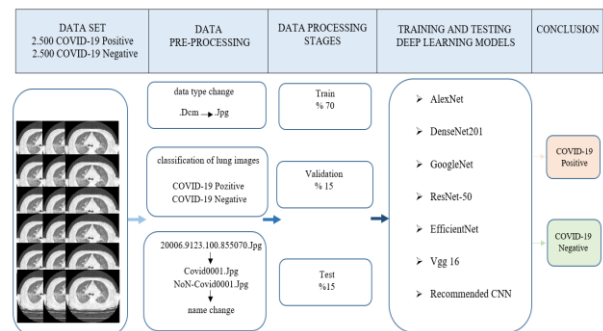 DATA SET
2.500 COVID-19 Positive
2.500 COVID-19 Negative
DATA
PRE-PROCESSING
DATA PROCESSING
STAGES
TRAINING AND TESTING
DEEP LEARNING MODELS
CONCLUSION
data type change
.Dcm → .Jpg
classification of lung images
COVID-19 Pozitive
COVID-19 Negative
20006.9123.100.855070.Jpg
Covid0001.Jpg
NoN-Covid0001.Jpg
name change
Train
% 70
Validation
% 15
Test
%15
➢ AlexNet
➢ DenseNet201
➢ GoogleNet
➢ ResNet-50
➢ EfficientNet
➢ Vgg 16
➢ Recommended CNN
COVID-19
Positive
COVID-19
Negative